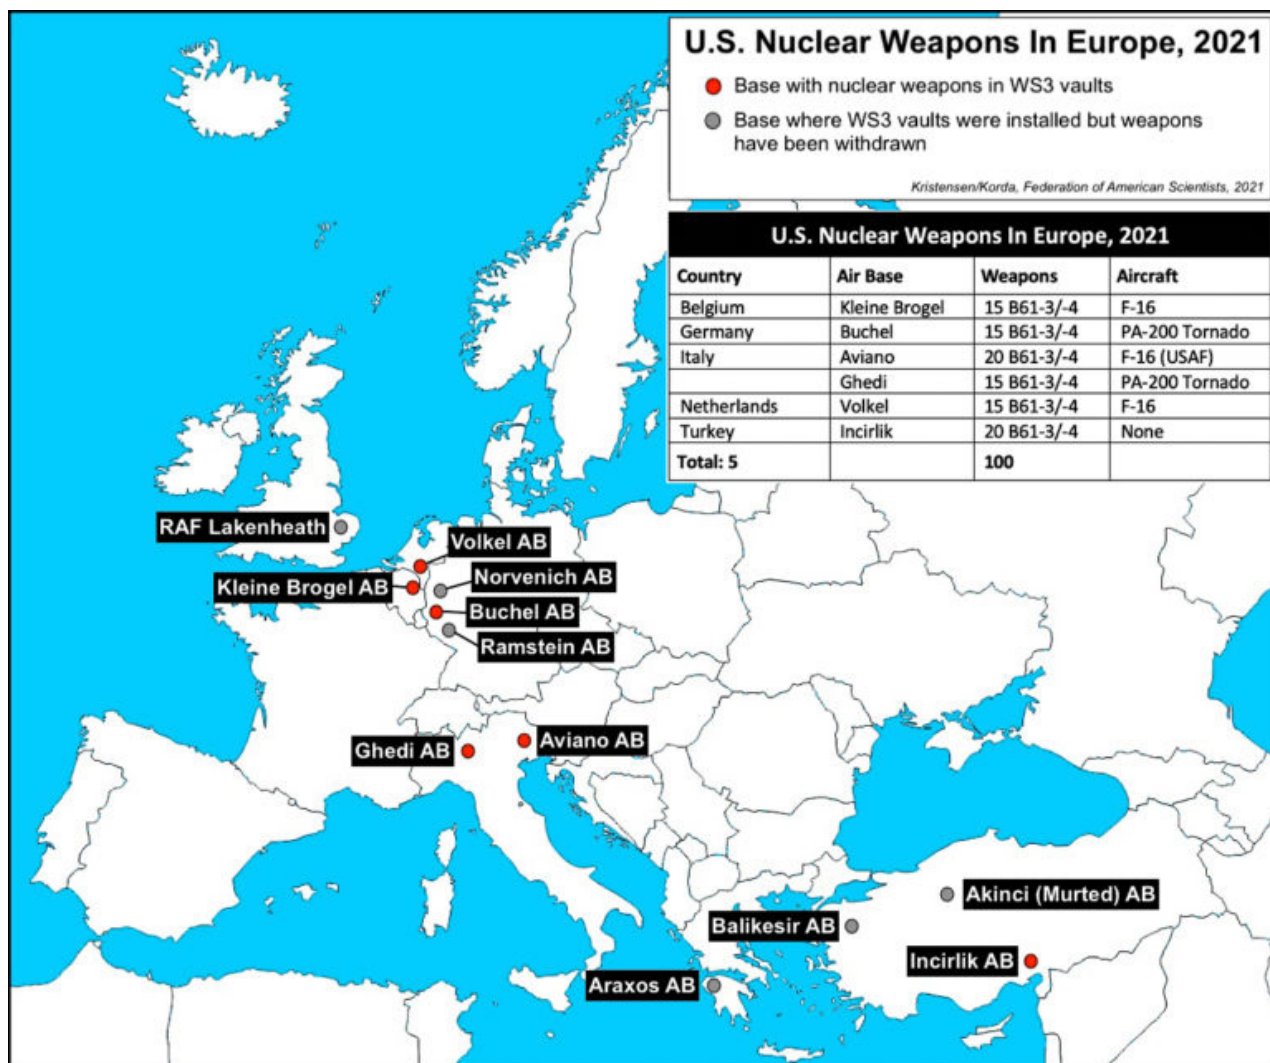 U.S. Nuclear Weapons In Europe, 2021
Base with nuclear weapons in WS3 vaults
Base where WS3 vaults were installed but weapons
have been withdrawn
Kristensen/Korda, Federation of American Scientists, 2021
U.S. Nuclear Weapons In Europe, 2021
Country Air Base Weapons Aircraft
Belgium Kleine Brogel 15 B61-3/-4 F-16
Germany Buchel 15 B61-3/-4 PA-200 Tornado
Italy Aviano 20 B61-3/-4 F-16 (USAF)
Ghedi 15 B61-3/-4 PA-200 Tornado
Netherlands Volkel 15 B61-3/-4 F-16
Turkey Incirlik 20 B61-3/-4 None
Total: 5 100
RAF Lakenheath
Volkel AB
Kleine Brogel AB
Norvenich AB
Buchel AB
Ramstein AB
Ghedi AB
Aviano AB
Akinci (Murted) AB
Balikesir AB
Incirlik AB
Araxos AB